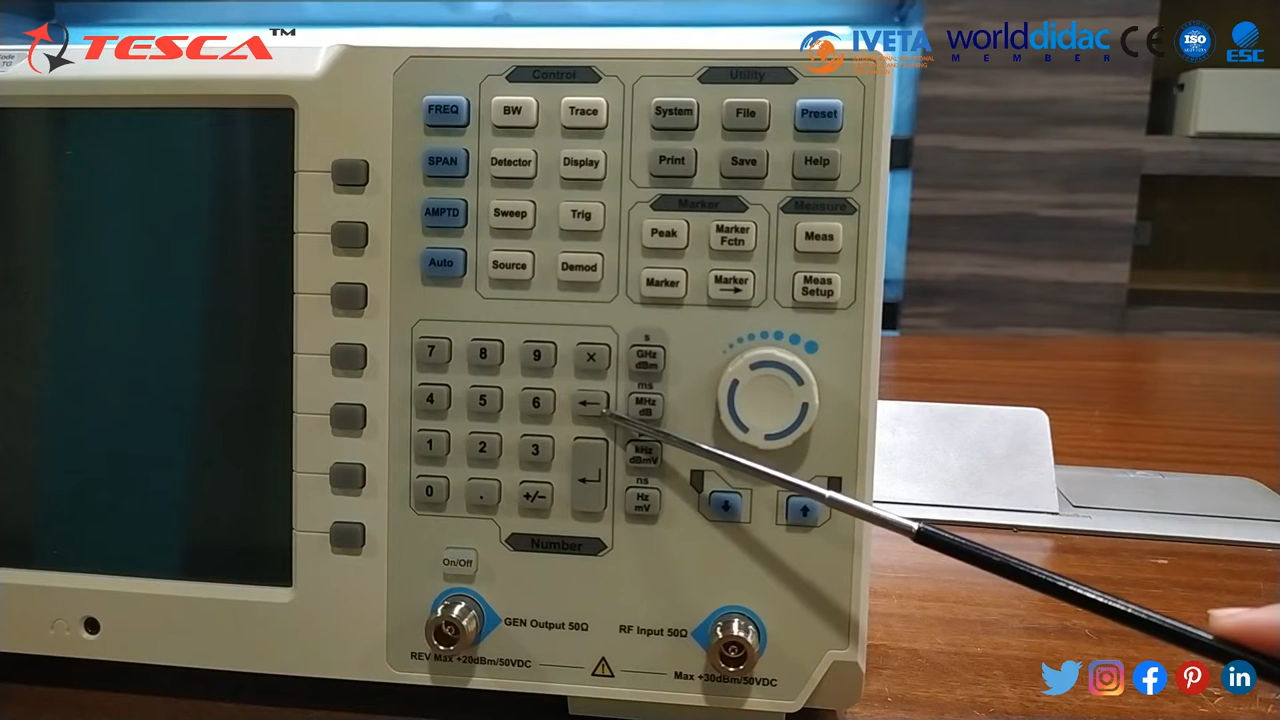 TESCA™
IVETA
worlddidac
MEMBER
CE
ISO
ESC
Control
Utility
FREQ
BW
Trace
System
File
Preset
SPAN
Detector
Display
Print
Save
Help
AMPTD
Sweep
Trig
Marker
Measure
Peak
Marker
Fctn
Meas
Auto
Source
Demod
Marker
Marker
→
Meas
Setup
7
8
9
×
s
GHz
dBm
4
5
6
←
ms
MHz
dB
1
2
3
kHz
dBmV
0
.
+/−
ns
Hz
mV
Number
On/Off
GEN Output 50Ω
RF Input 50Ω
REV Max +20dBm/50VDC
Max +30dBm/50VDC